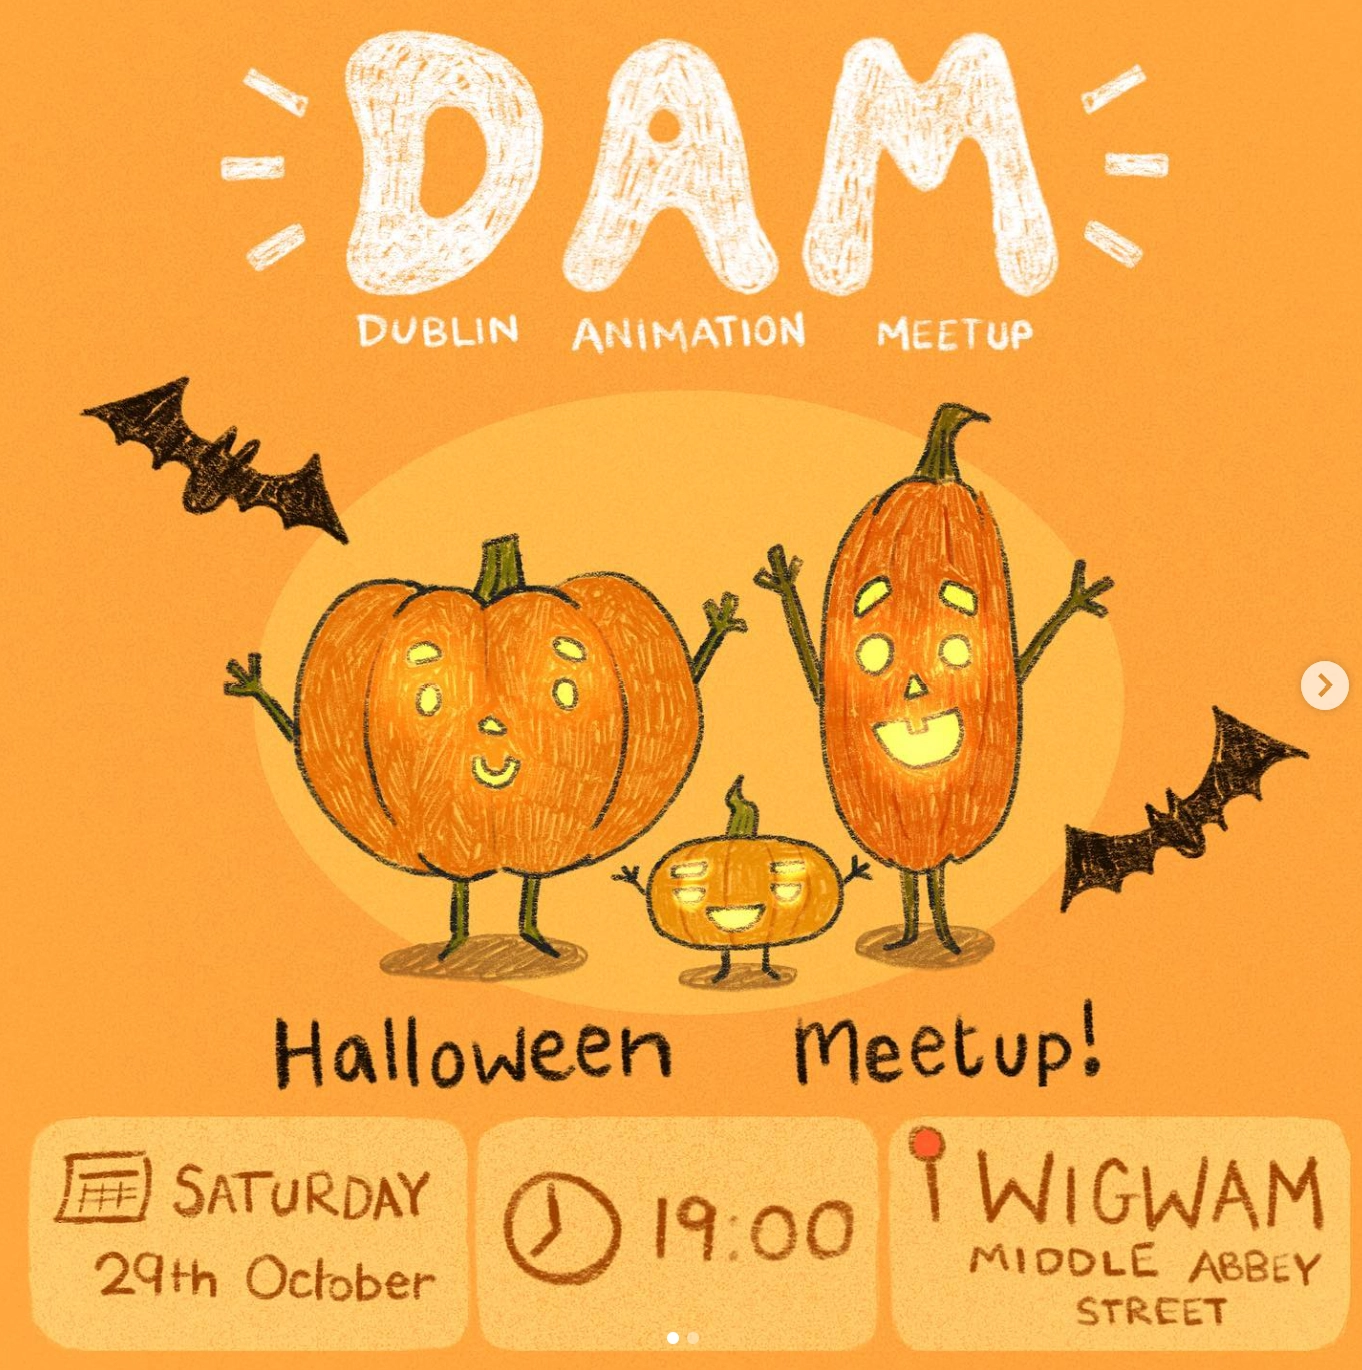 DAM
DUBLIN ANIMATION MEETUP
Halloween Meetup!
SATURDAY
29th October
19:00
WIGWAM
MIDDLE ABBEY
STREET